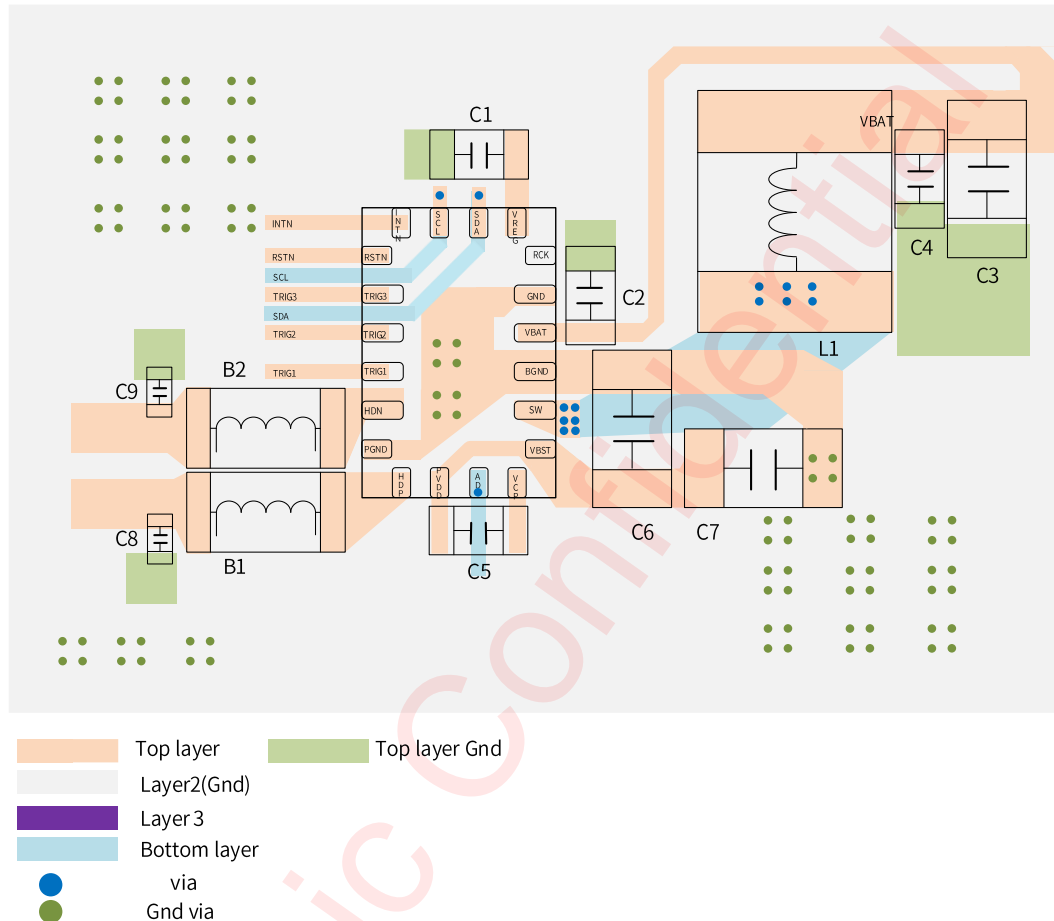 C1
VBAT
INTN
SCL
SDA
VREG
INTN
RSTN
RSTN
RCK
SCL
C4
C3
TRIG3
TRIG3
GND
C2
SDA
TRIG2
TRIG2
VBAT
L1
TRIG1
TRIG1
BGND
B2
C9
HDN
SW
PGND
VBST
HDP
PVDD
AD
VCP
C8
B1
C5
C6
C7
Top layer
Top layer Gnd
Layer2(Gnd)
Layer 3
Bottom layer
via
Gnd via
ic Confidential